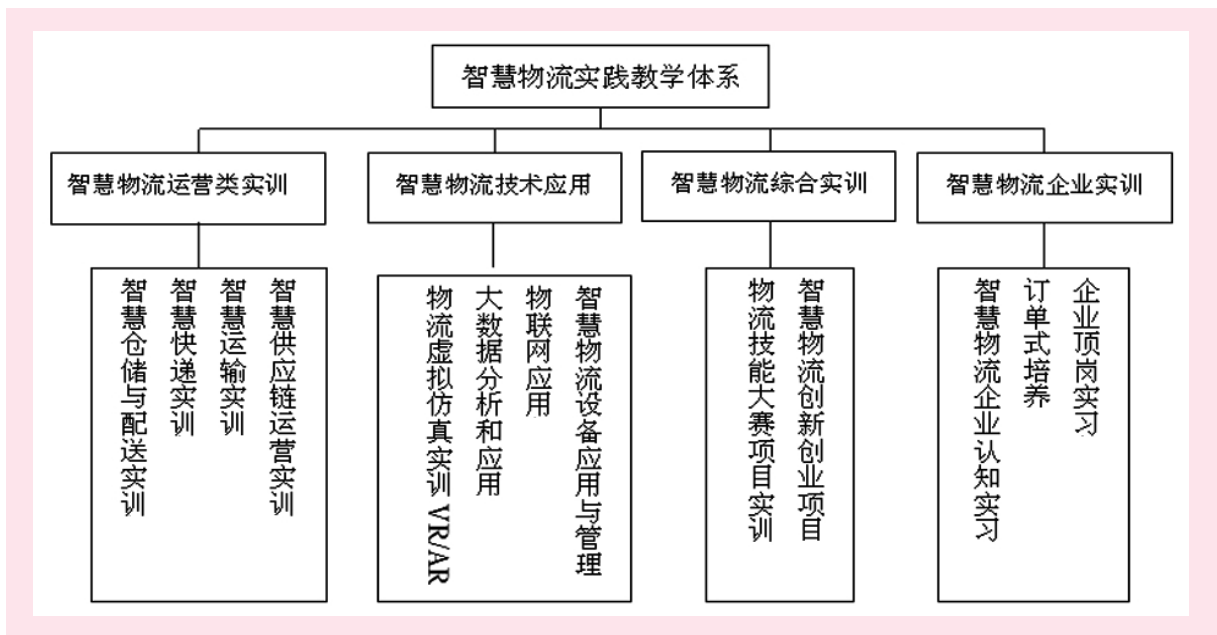 智慧物流实践教学体系
智慧物流运营类实训
智慧物流技术应用
智慧物流综合实训
智慧物流企业实训
智慧仓储与配送实训
智慧快递实训
智慧运输实训
智慧供应链运营实训
物流虚拟仿真实训 VR/AR
大数据分析和应用
物联网应用
智慧物流设备应用与管理
物流技能大赛项目实训
智慧物流创新创业项目
智慧物流企业认知实习
订单式培养
企业顶岗实习